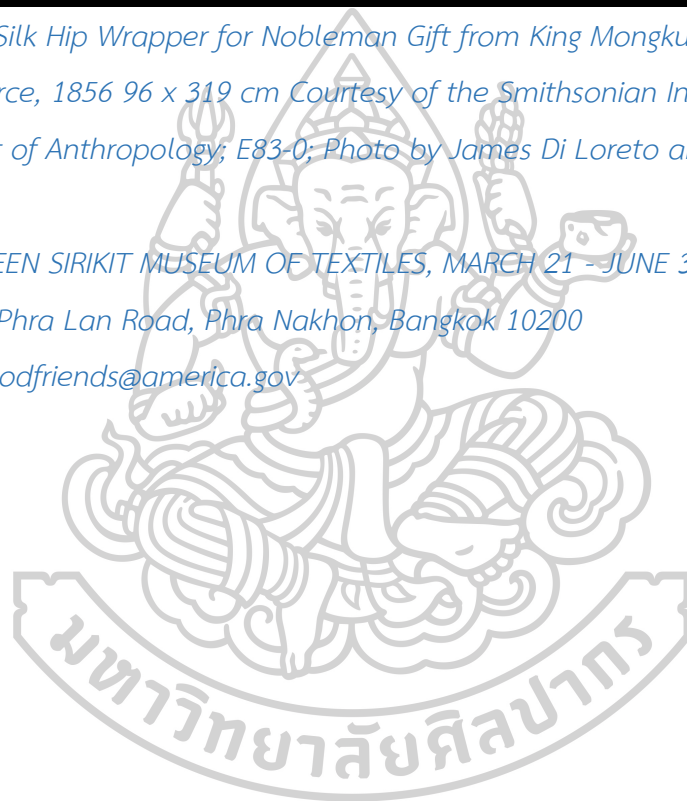 Silk Hip Wrapper for Nobleman Gift from King Mongku
rce, 1856 96 x 319 cm Courtesy of the Smithsonian In
of Anthropology; E83-0; Photo by James Di Loreto a
EEN SIRIKIT MUSEUM OF TEXTILES, MARCH 21 - JUNE 3
Phra Lan Road, Phra Nakhon, Bangkok 10200
odfriends@america.gov
มหาวิทยาลัยศิลปากร